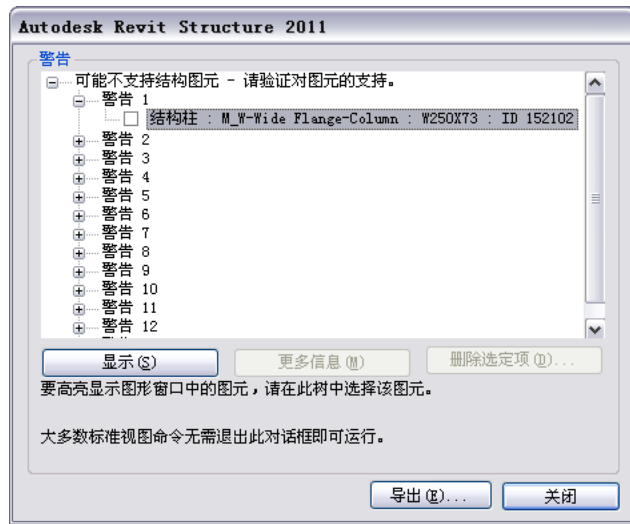 Autodesk Revit Structure 2011
警告
可能不支持结构图元 - 请验证对图元的支持。
警告 1
结构柱 : M_W-Wide Flange-Column : W250X73 : ID 152102
警告 2
警告 3
警告 4
警告 5
警告 6
警告 7
警告 8
警告 9
警告 10
警告 11
警告 12
显示(S) 更多信息(M) 删除选定项(D)...
要高亮显示图形窗口中的图元，请在此树中选择该图元。
大多数标准视图命令无需退出此对话框即可运行。
导出(E)... 关闭